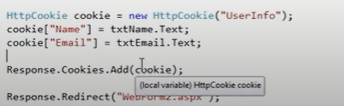 HttpCookie cookie = new HttpCookie("UserInfo");
cookie["Name"] = txtName.Text;
cookie["Email"] = txtEmail.Text;
Response.Cookies.Add(cookie);
(local variable) HttpCookie cookie
Response.Redirect("WebForm2.aspx");